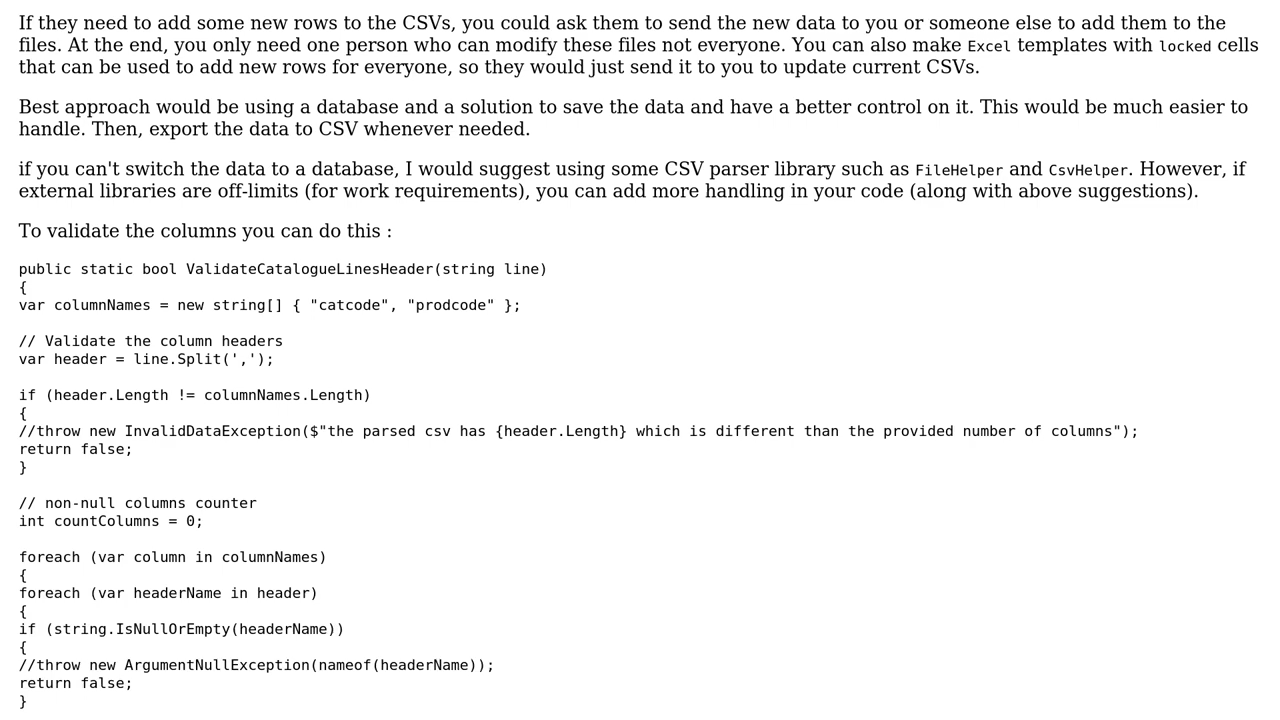 If they need to add some new rows to the CSVs, you could ask them to send the new data to you or someone else to add them to the
files. At the end, you only need one person who can modify these files not everyone. You can also make Excel templates with locked cells
that can be used to add new rows for everyone, so they would just send it to you to update current CSVs.
Best approach would be using a database and a solution to save the data and have a better control on it. This would be much easier to
handle. Then, export the data to CSV whenever needed.
if you can't switch the data to a database, I would suggest using some CSV parser library such as FileHelper and CsvHelper. However, if
external libraries are off-limits (for work requirements), you can add more handling in your code (along with above suggestions).
To validate the columns you can do this :
public static bool ValidateCatalogueLinesHeader(string line)
{
var columnNames = new string[] { "catcode", "prodcode" };
// Validate the column headers
var header = line.Split(',');
if (header.Length != columnNames.Length)
{
//throw new InvalidDataException($"the parsed csv has {header.Length} which is different than the provided number of columns");
return false;
}
// non-null columns counter
int countColumns = 0;
foreach (var column in columnNames)
{
foreach (var headerName in header)
{
if (string.IsNullOrEmpty(headerName))
{
//throw new ArgumentNullException(nameof(headerName));
return false;
}